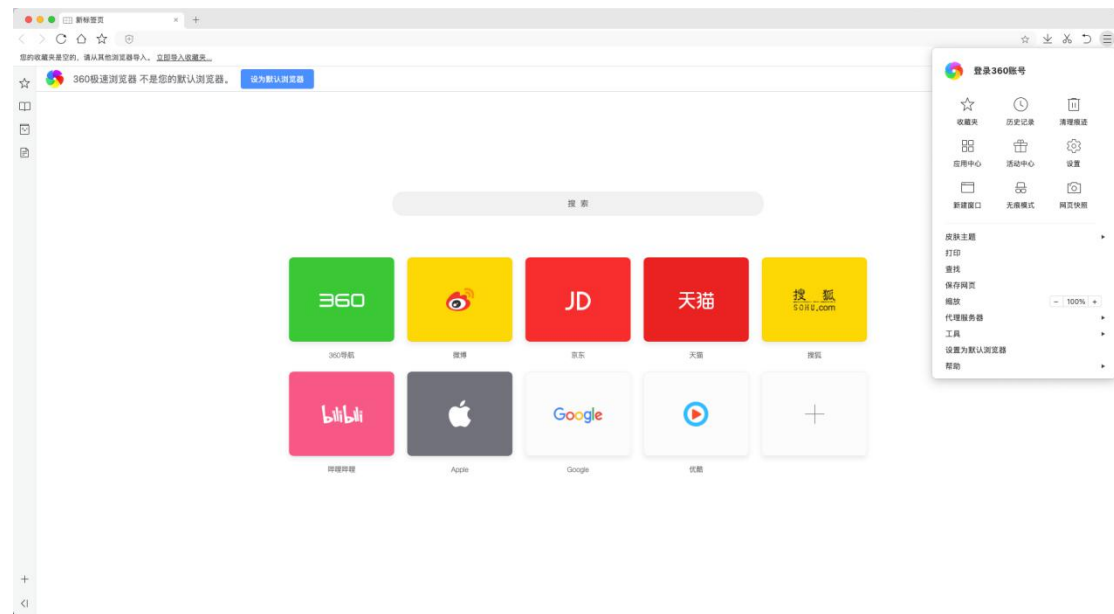 新标签页
您的收藏夹是空的，请从其他浏览器导入。 立即导入收藏夹...
360极速浏览器 不是您的默认浏览器。 设为默认浏览器
搜 索
360
JD
天猫
搜 狐
SOHU.com
360导航
微博
京东
天猫
搜狐
bilibili
Google
哔哩哔哩
Apple
Google
优酷
登录360账号
收藏夹
历史记录
清理痕迹
应用中心
活动中心
设置
新建窗口
无痕模式
网页快照
皮肤主题
打印
查找
保存网页
缩放 － 100% +
代理服务器
工具
设置为默认浏览器
帮助